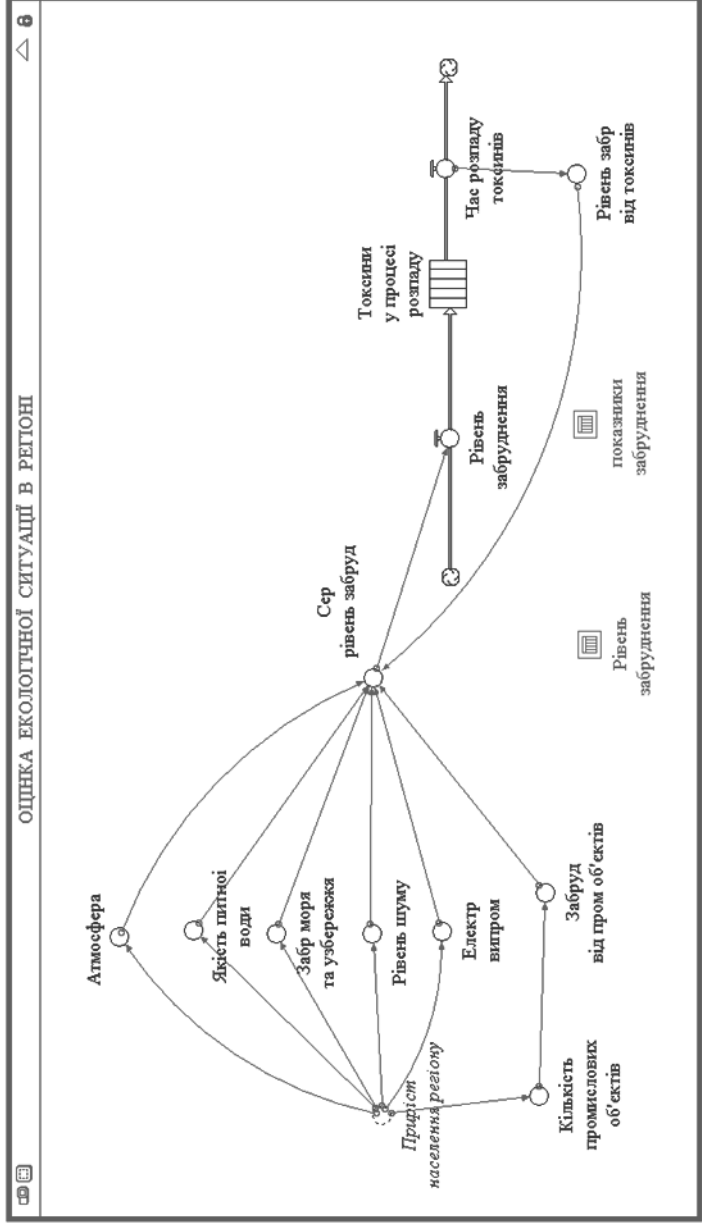 ОЦІНКА ЕКОЛОГІЧНОЇ СИТУАЦІЇ В РЕГІОНІ
6
Атмосфера
Якість питної
води
Забр моря
та узбережжя
Рівень шуму
Електр
випром
Приріст
населення регіону
Кількість
промислових
об'єктів
Забруд
від пром об'єктів
Сер
рівень забруд
Рівень
забруднення
Токсини
у процесі
розпаду
Час розпаду
токсинів
Рівень забр
від токсинів
Рівень
забруднення
показники
забруднення